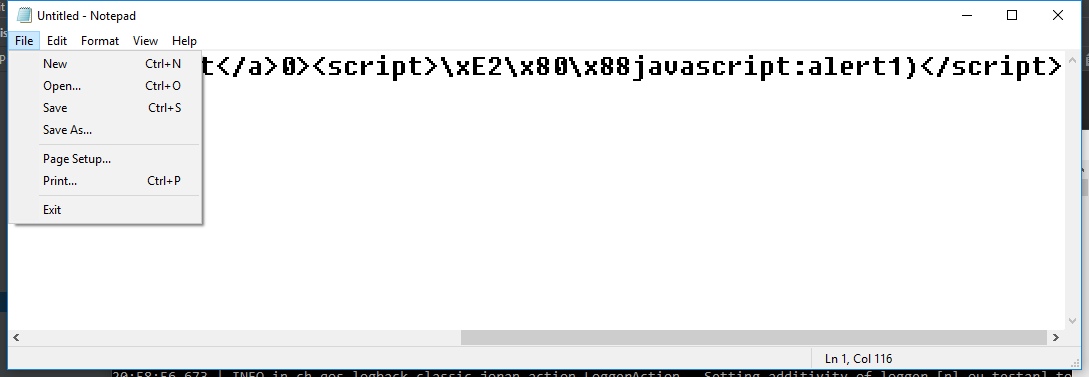 Untitled - Notepad
File Edit Format View Help
New Ctrl+N
t</a>0><script>\xE2\x80\x88javascript:alert1)</script>
Open... Ctrl+O
Save Ctrl+S
Save As...
Page Setup...
Print... Ctrl+P
Exit
Ln 1, Col 116
20:58:56.673 | INFO in ch.qos.logback.classic.joran.action.LoggerAction - Setting additivity of logger [nl.ou.testar] to